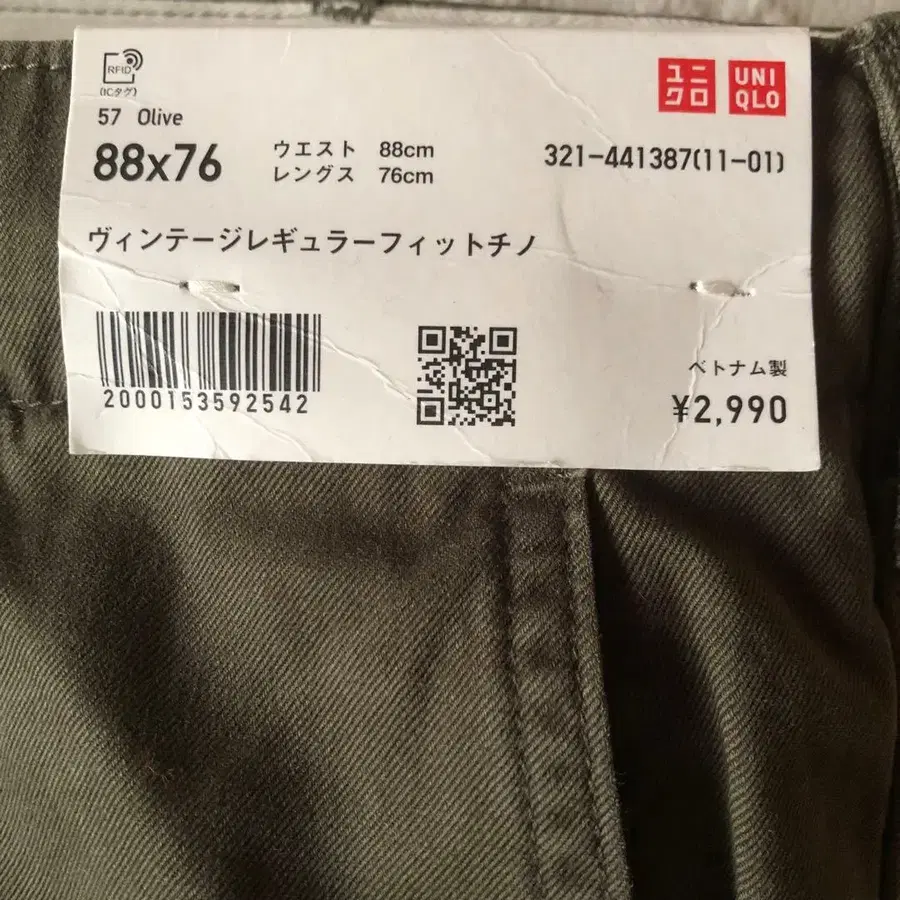 RFID
(ICタグ)
ユニクロ
UNIQLO
57 Olive
88x76
ウエスト 88cm
レングス 76cm
321-441387(11-01)
ヴィンテージレギュラーフィットチノ
2000153592542
ベトナム製
¥2,990